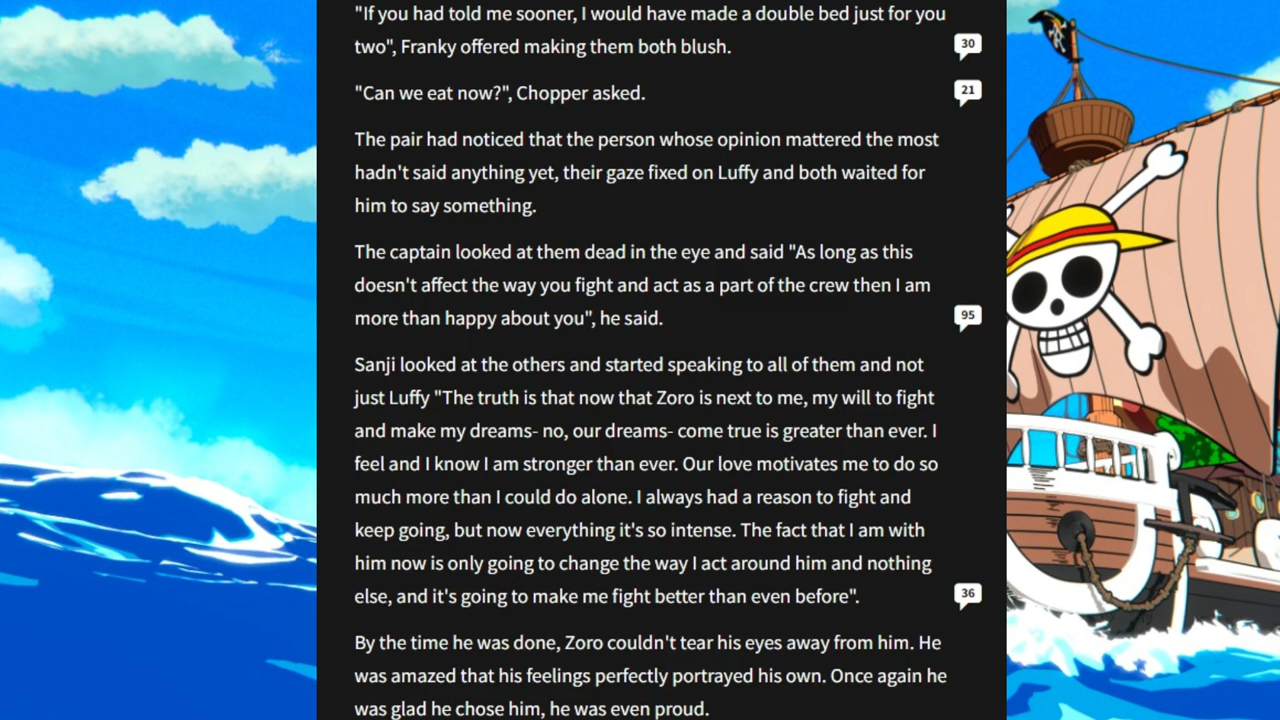 "If you had told me sooner, I would have made a double bed just for you
two", Franky offered making them both blush.
30
"Can we eat now?", Chopper asked.
21
The pair had noticed that the person whose opinion mattered the most
hadn't said anything yet, their gaze fixed on Luffy and both waited for
him to say something.
The captain looked at them dead in the eye and said "As long as this
doesn't affect the way you fight and act as a part of the crew then I am
more than happy about you", he said.
95
Sanji looked at the others and started speaking to all of them and not
just Luffy "The truth is that now that Zoro is next to me, my will to fight
and make my dreams- no, our dreams- come true is greater than ever. I
feel and I know I am stronger than ever. Our love motivates me to do so
much more than I could do alone. I always had a reason to fight and
keep going, but now everything it's so intense. The fact that I am with
him now is only going to change the way I act around him and nothing
else, and it's going to make me fight better than even before".
36
By the time he was done, Zoro couldn't tear his eyes away from him. He
was amazed that his feelings perfectly portrayed his own. Once again he
was glad he chose him, he was even proud.